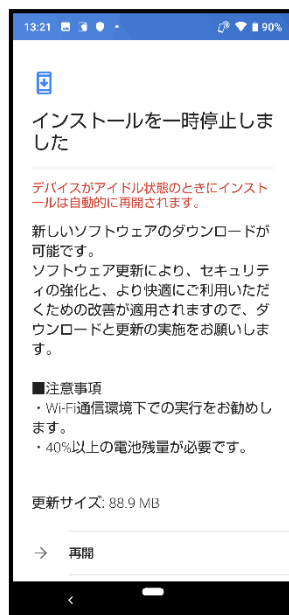 13:21
90%
インストールを一時停止しま
した
デバイスがアイドル状態のときにインスト
ールは自動的に再開されます。
新しいソフトウェアのダウンロードが
可能です。
ソフトウェア更新により、セキュリテ
ィの強化と、より快適にご利用いただ
くための改善が適用されますので、ダ
ウンロードと更新の実施をお願いしま
す。
■注意事項
・Wi-Fi通信環境下での実行をお勧めし
ます。
・40%以上の電池残量が必要です。
更新サイズ: 88.9 MB
再開